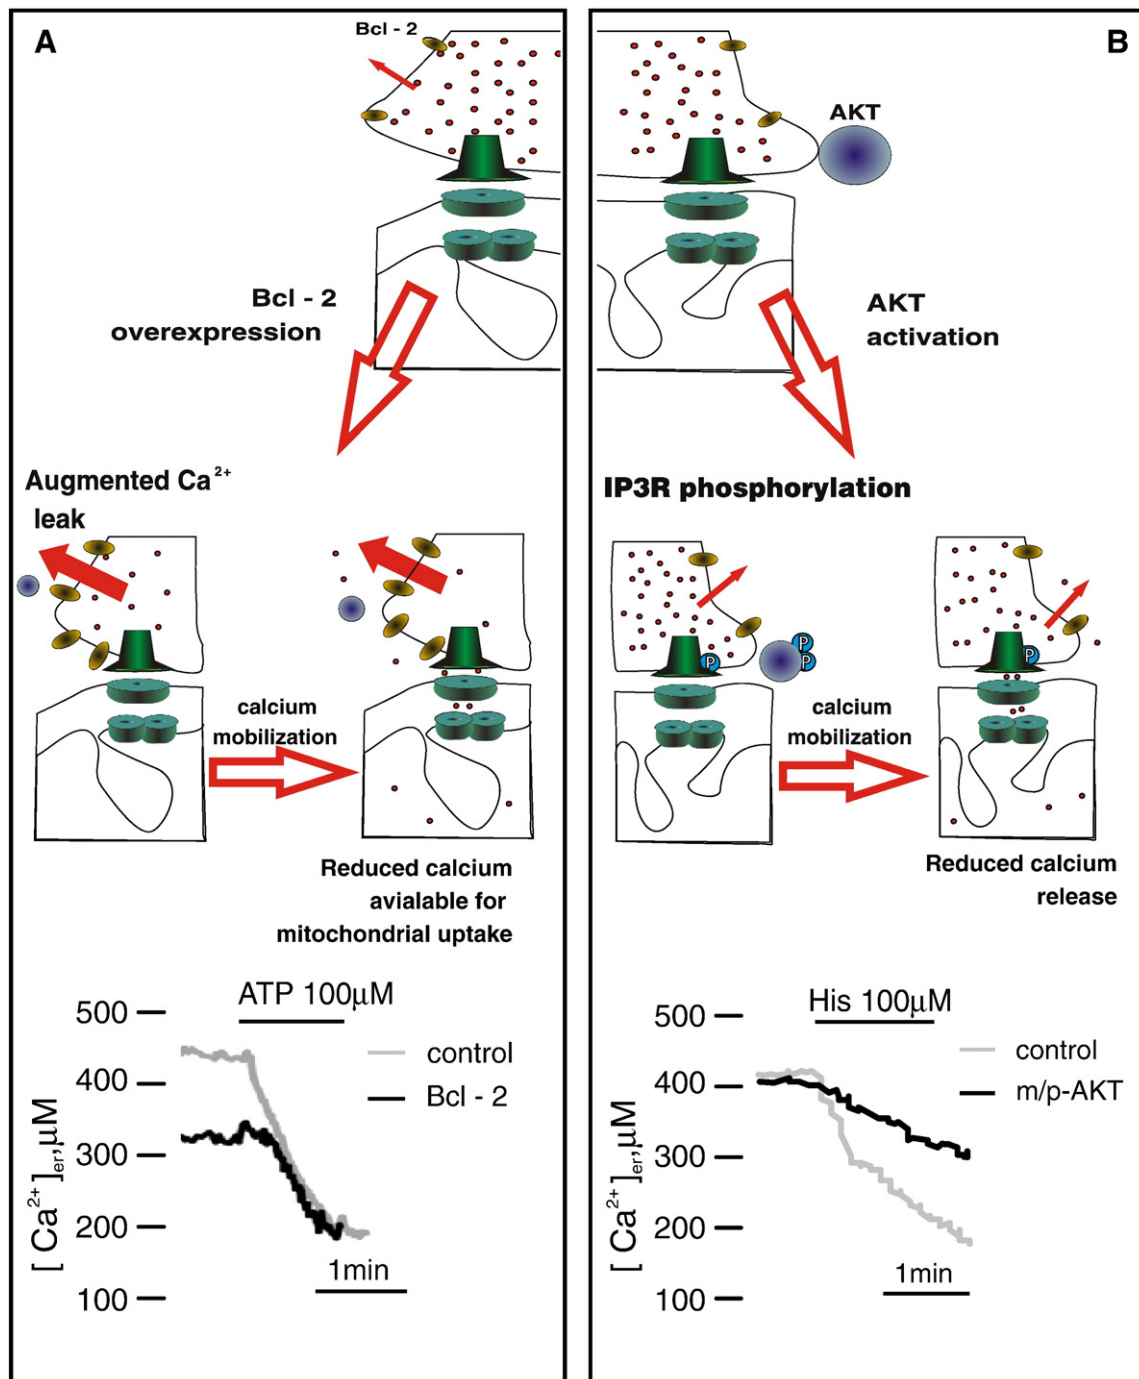 A
Bcl - 2
Bcl - 2
overexpression
Augmented Ca²⁺
leak
calcium
mobilization
Reduced calcium
avialable for
mitochondrial uptake
ATP 100μM
500
400
300
200
100
[ Ca²⁺]er,μM
control
Bcl - 2
1min
B
AKT
AKT
activation
IP3R phosphorylation
P
P
P
P
calcium
mobilization
Reduced calcium
release
His 100μM
500
400
300
200
100
[ Ca²⁺]er,μM
control
m/p-AKT
1min